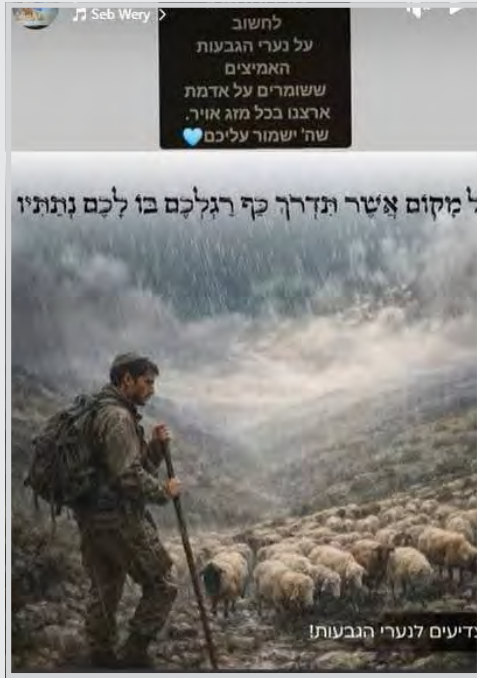 Seb Wery
לחשוב
על נערי הגבעות
האמיצים
ששומרים על אדמת
ארצנו בכל מזג אויר.
שה' ישמור עליכם🩵
מָקוֹם אֲשֶׁר תִּדְרֹךְ כַּף רַגְלְכֶם בּוֹ לָכֶם נְתַתִּיו
לנערי הגבעות!